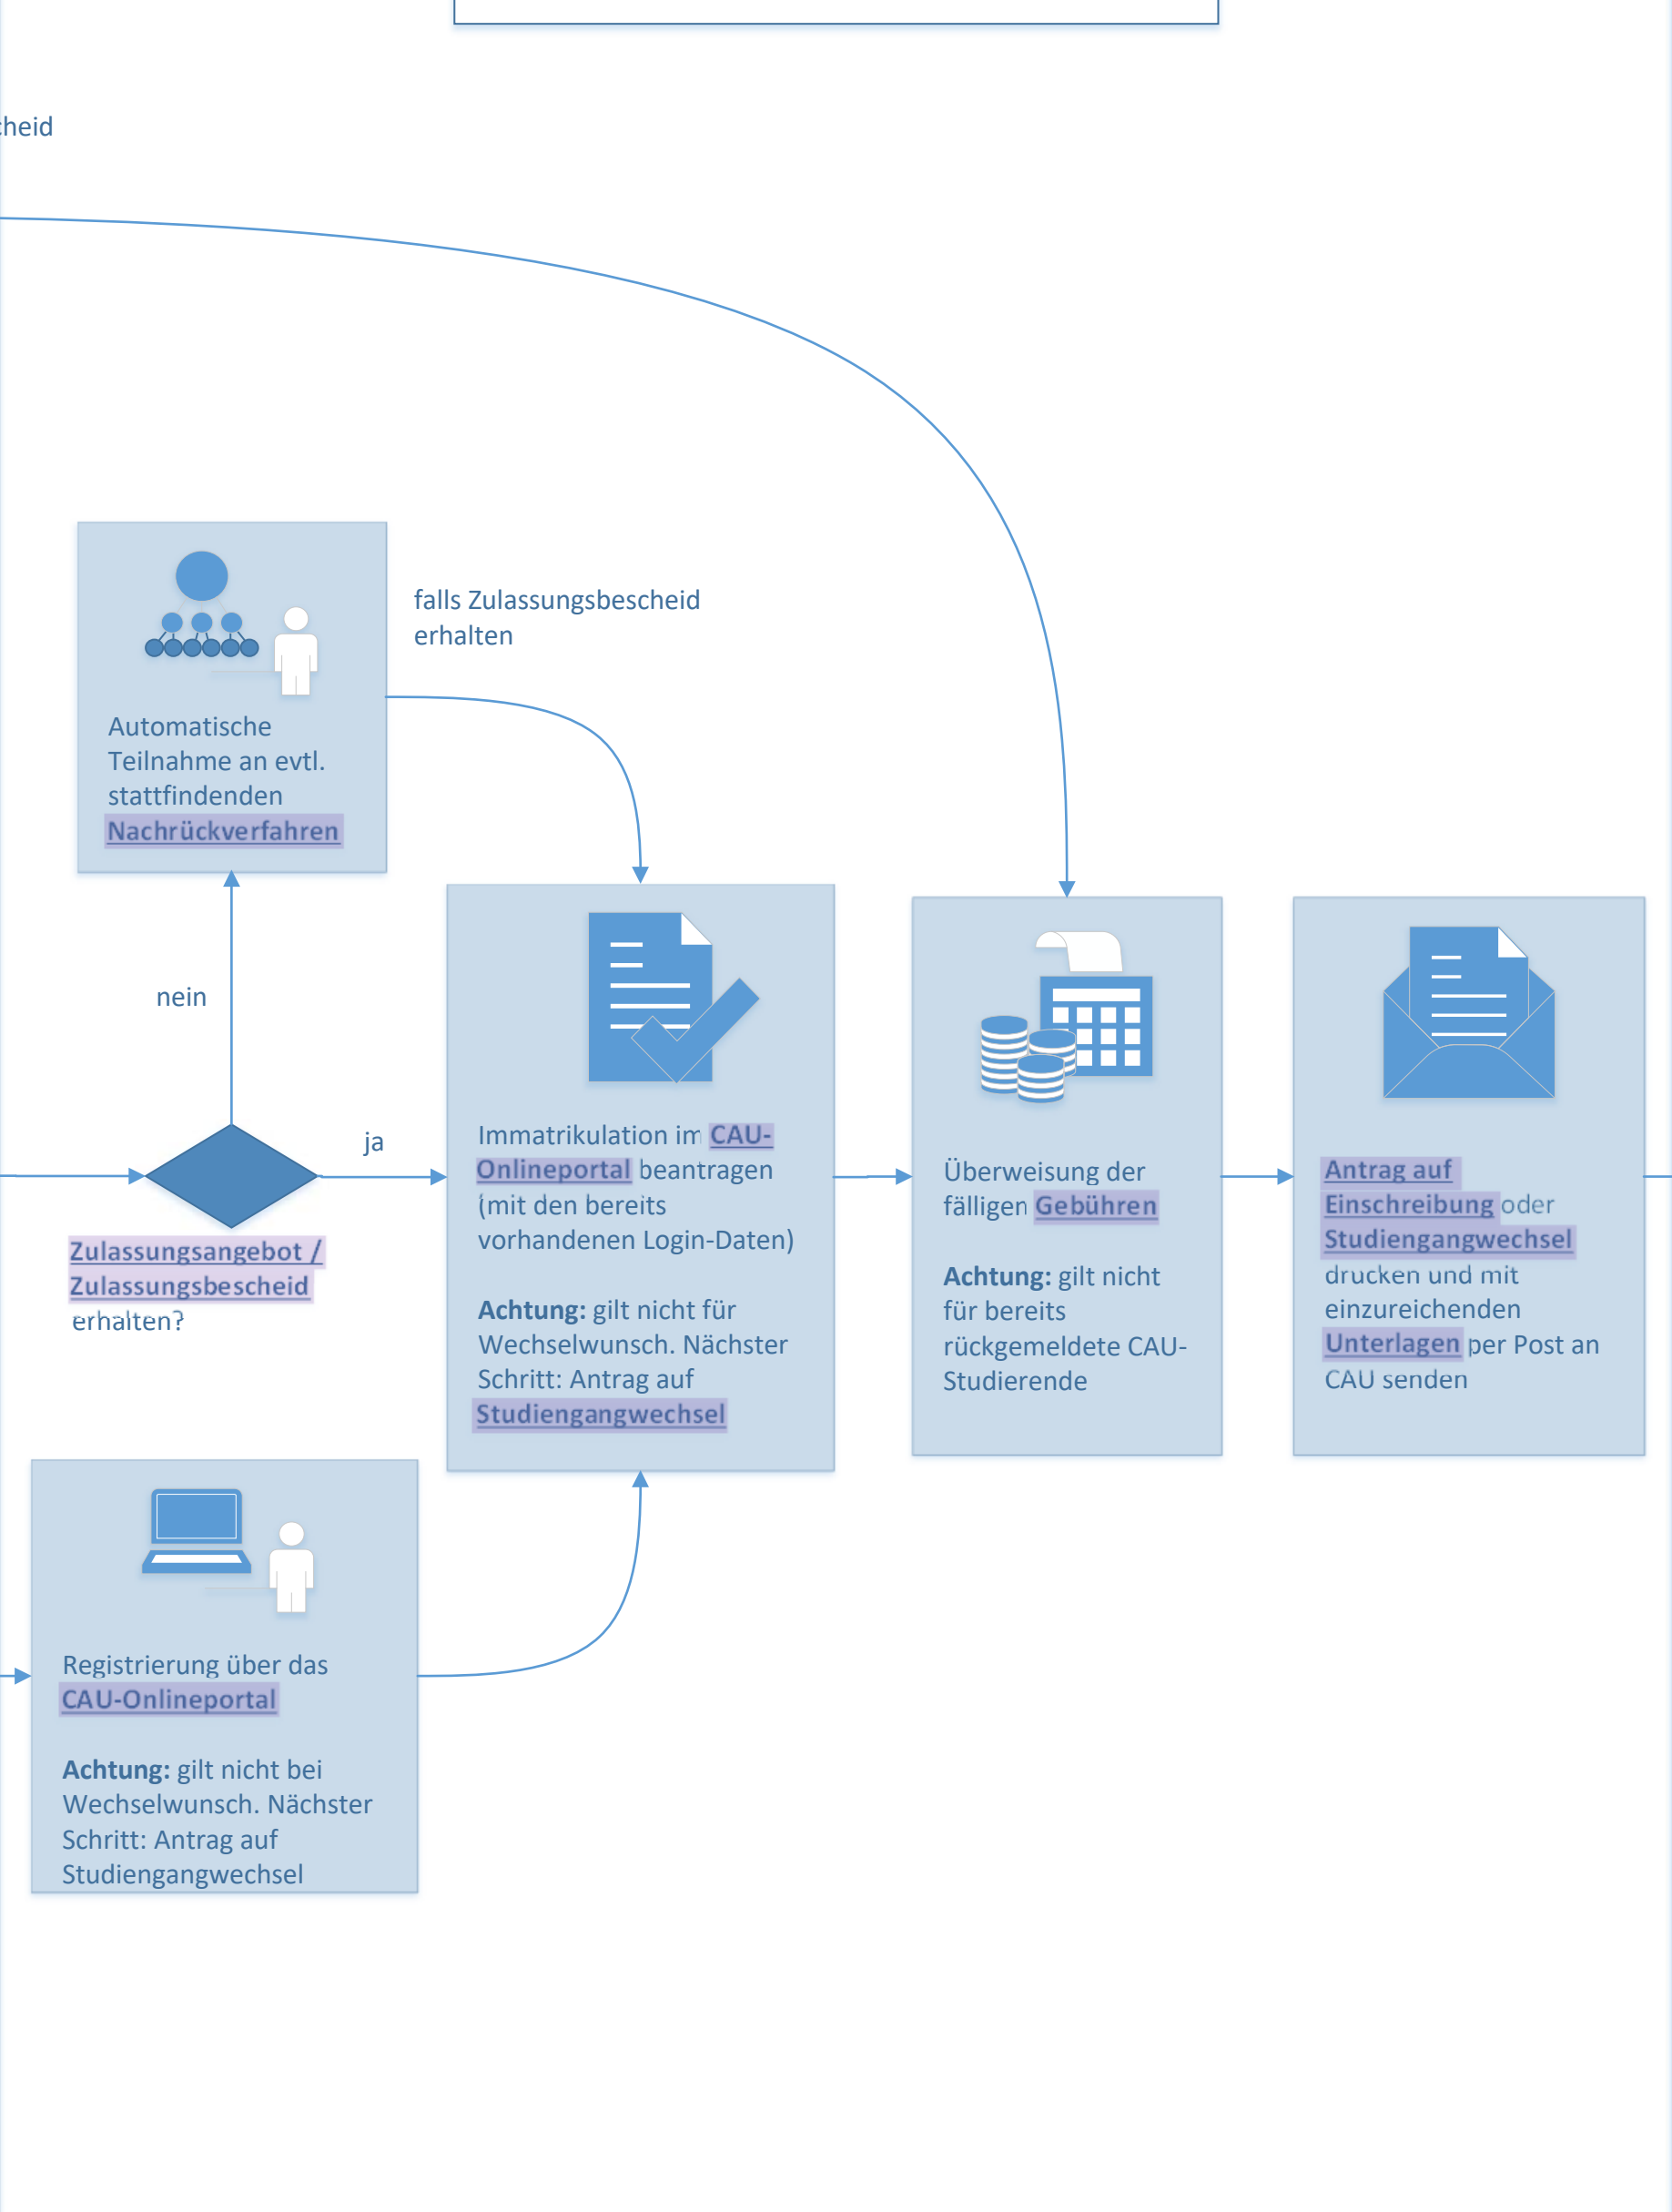 falls Zulassungsbescheid
erhalten
Automatische
Teilnahme an evtl.
stattfindenden
Nachrückverfahren
nein
ja
Zulassungsangebot /
Zulassungsbescheid
erhalten?
Immatrikulation im CAU-
Onlineportal beantragen
(mit den bereits
vorhandenen Login-Daten)
Achtung: gilt nicht für
Wechselwunsch. Nächster
Schritt: Antrag auf
Studiengangwechsel
Überweisung der
fälligen Gebühren
Achtung: gilt nicht
für bereits
rückgemeldete CAU-
Studierende
Antrag auf
Einschreibung oder
Studiengangwechsel
drucken und mit
einzureichenden
Unterlagen per Post an
CAU senden
Registrierung über das
CAU-Onlineportal
Achtung: gilt nicht bei
Wechselwunsch. Nächster
Schritt: Antrag auf
Studiengangwechsel